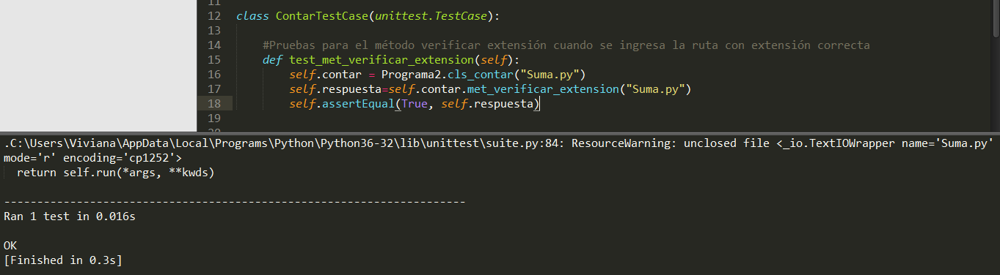 11
12 class ContarTestCase(unittest.TestCase):
13
14 #Pruebas para el método verificar extensión cuando se ingresa la ruta con extensión correcta
15 def test_met_verificar_extension(self):
16 self.contar = Programa2.cls_contar("Suma.py")
17 self.respuesta=self.contar.met_verificar_extension("Suma.py")
18 self.assertEqual(True, self.respuesta)
19
20
.C:\Users\Viviana\AppData\Local\Programs\Python\Python36-32\lib\unittest\suite.py:84: ResourceWarning: unclosed file <_io.TextIOWrapper name='Suma.py'
mode='r' encoding='cp1252'>
return self.run(*args, **kwds)
----------------------------------------------------------------------
Ran 1 test in 0.016s
OK
[Finished in 0.3s]